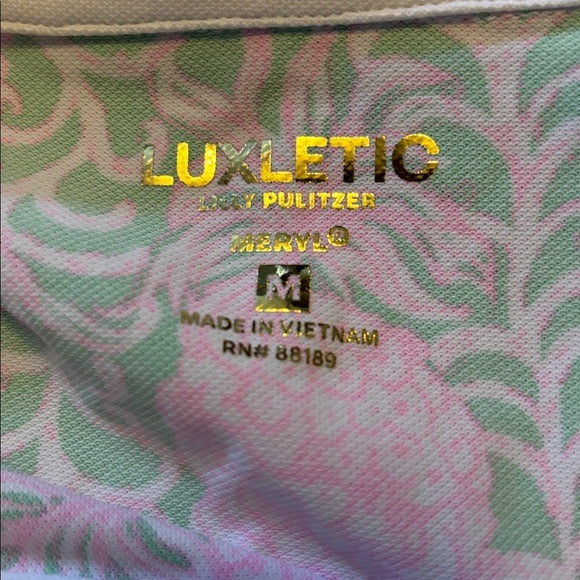 LUXLETIC
LILLY PULITZER
MERYL®
M
MADE IN VIETNAM
RN# 88189